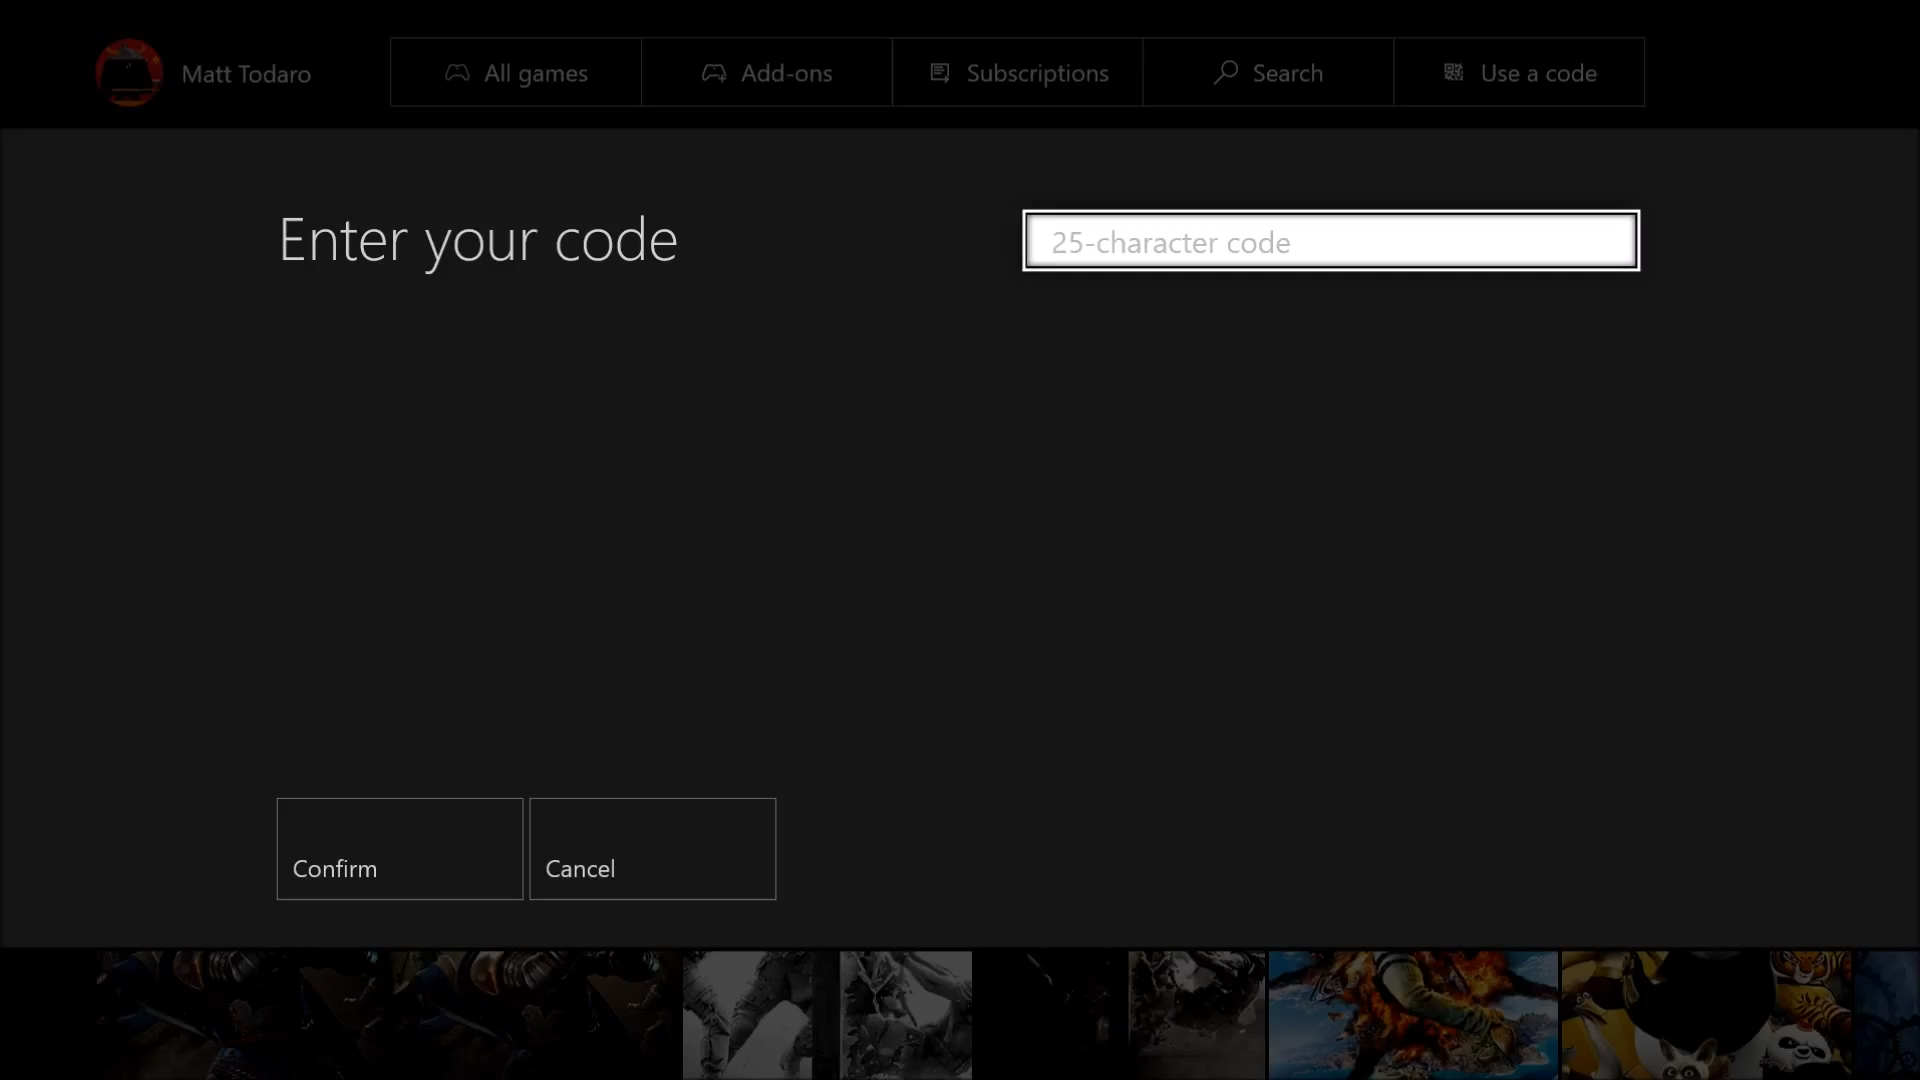 Matt Todaro
All games
Add-ons
Subscriptions
Search
Use a code
Enter your code
25-character code
Confirm
Cancel